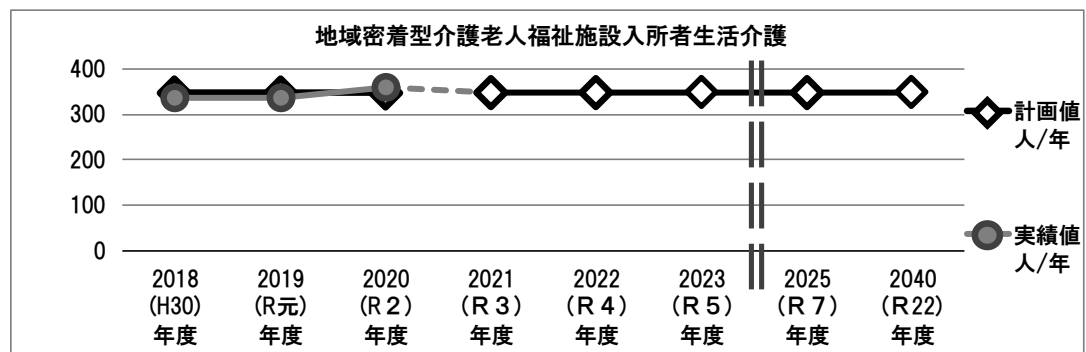 地域密着型介護老人福祉施設入所者生活介護
400
300
200
100
0
2018 2019 2020 2021 2022 2023 2025 2040
(H30) (R元) (R２) (Ｒ３) (Ｒ４) (Ｒ５) (Ｒ７) (Ｒ22)
年度 年度 年度 年度 年度 年度 年度 年度
計画値
人/年
実績値
人/年